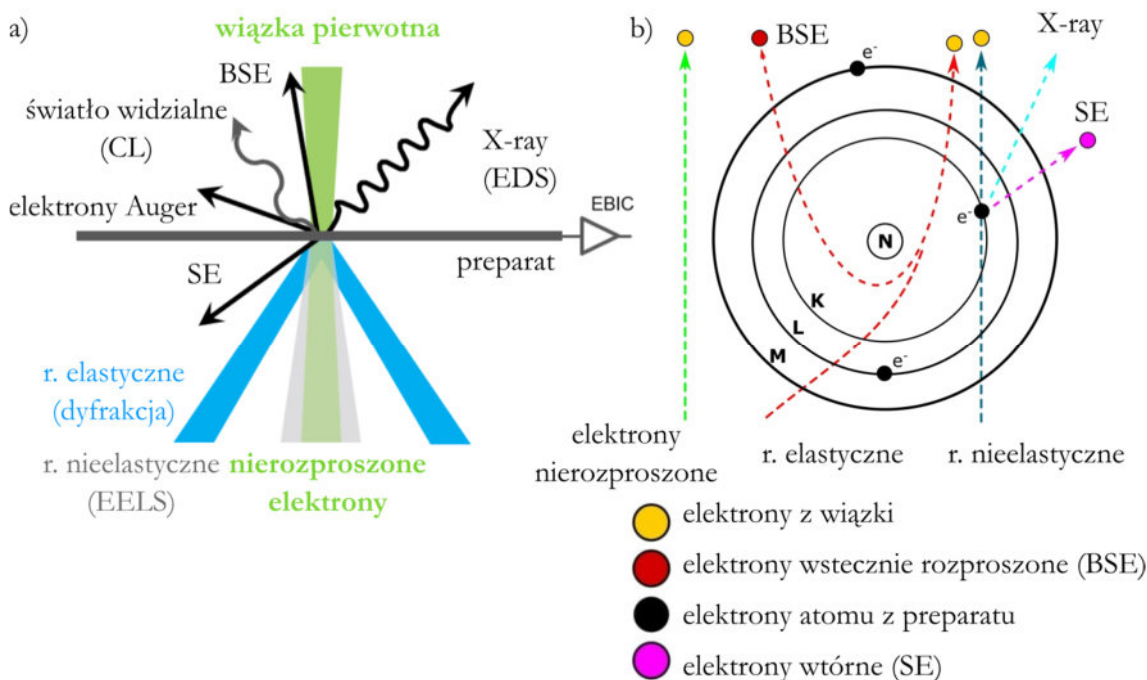 a)
wiązka pierwotna
BSE
światło widzialne
(CL)
X-ray
(EDS)
elektrony Auger
EBIC
preparat
SE
r. elastyczne
(dyfrakcja)
r. nieelastyczne
(EELS)
nierozproszone
elektrony
b)
BSE
X-ray
e-
SE
e-
N
K
L
M
e-
elektrony
nierozproszone
r. elastyczne
r. nieelastyczne
elektrony z wiązki
elektrony wstecznie rozproszone (BSE)
elektrony atomu z preparatu
elektrony wtórne (SE)